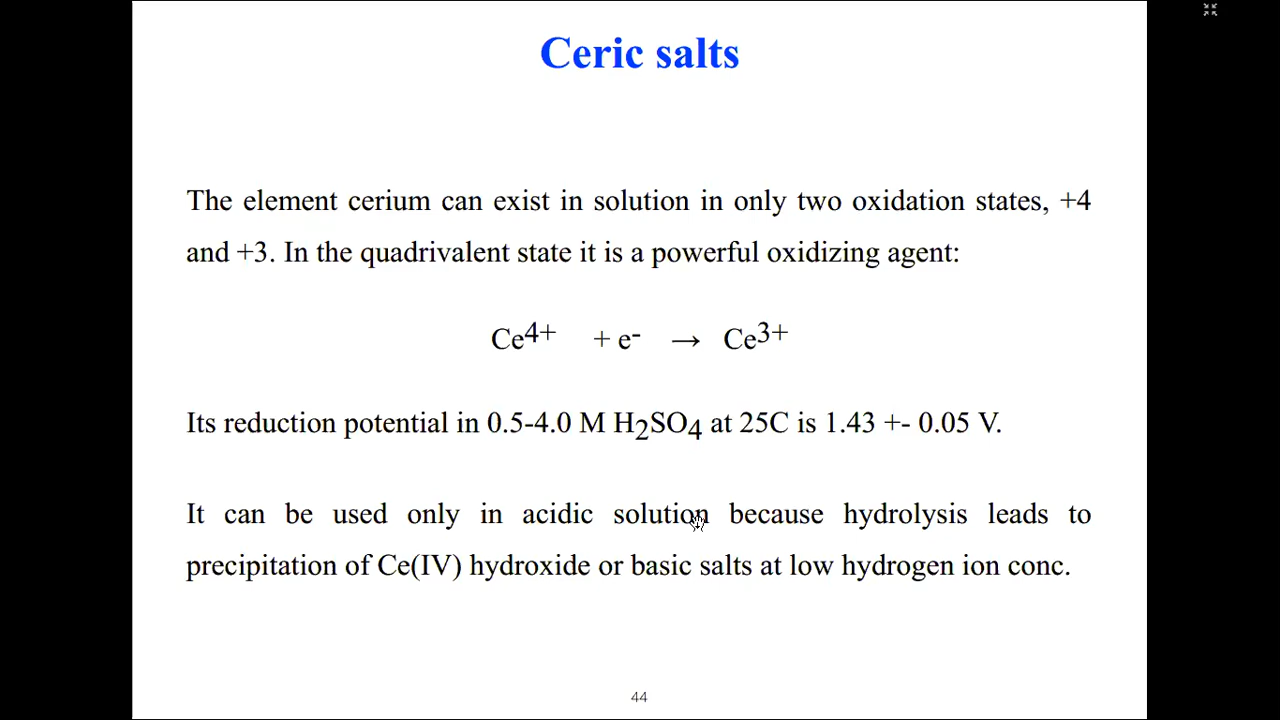 Ceric salts
The element cerium can exist in solution in only two oxidation states, +4
and +3. In the quadrivalent state it is a powerful oxidizing agent:
Ce4+ + e- → Ce3+
Its reduction potential in 0.5-4.0 M H2SO4 at 25C is 1.43 +- 0.05 V.
It can be used only in acidic solution because hydrolysis leads to
precipitation of Ce(IV) hydroxide or basic salts at low hydrogen ion conc.
44